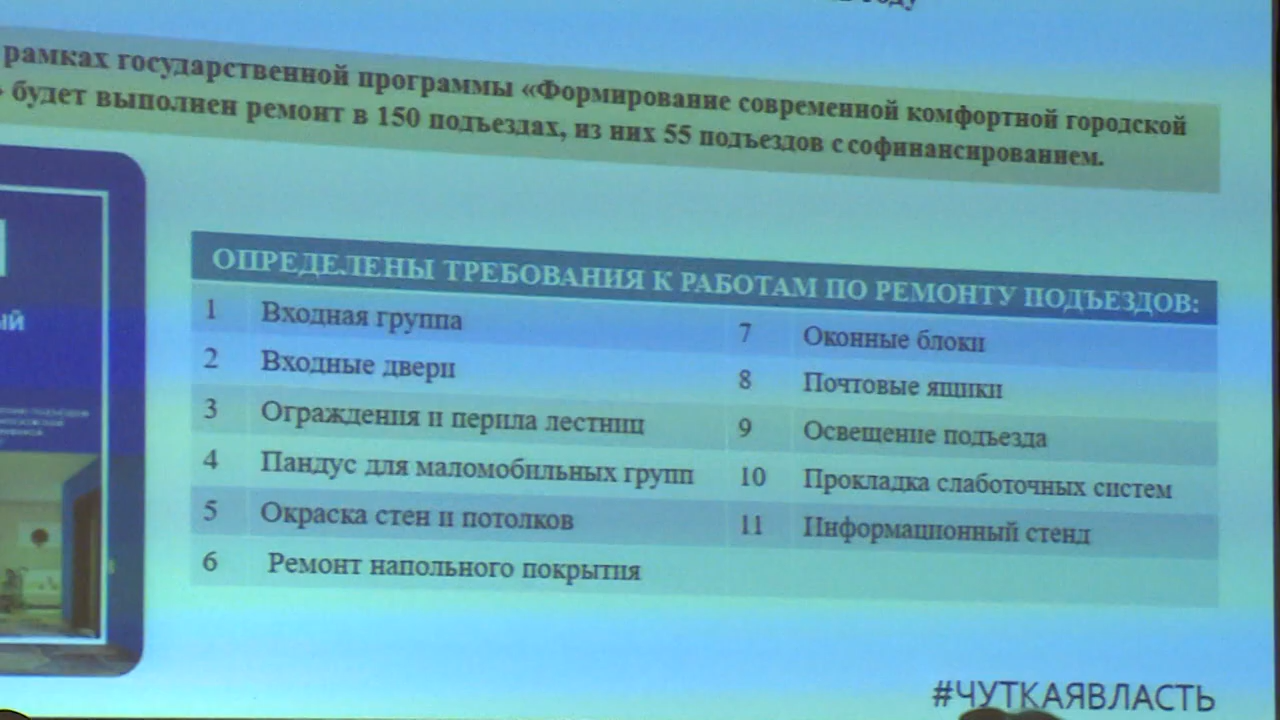 году
рамках государственной программы «Формирование современной комфортной городской
» будет выполнен ремонт в 150 подъездах, из них 55 подъездов с софинансированием.
ый
ОПРЕДЕЛЕНЫ ТРЕБОВАНИЯ К РАБОТАМ ПО РЕМОНТУ ПОДЪЕЗДОВ:
1 Входная группа
2 Входные двери
3 Ограждения и перила лестниц
4 Пандус для маломобильных групп
5 Окраска стен и потолков
6 Ремонт напольного покрытия
7 Оконные блоки
8 Почтовые ящики
9 Освещение подъезда
10 Прокладка слаботочных систем
11 Информационный стенд
#ЧУТКАЯВЛАСТЬ